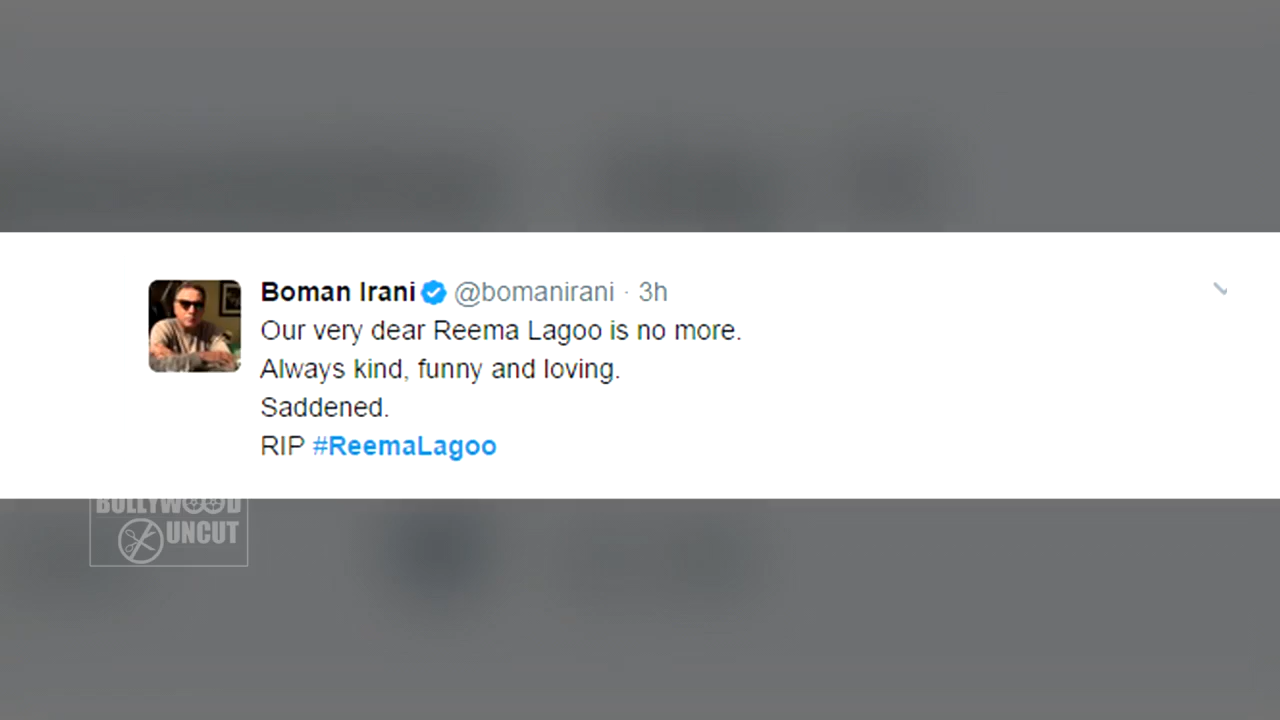 Boman Irani @bomanirani · 3h
Our very dear Reema Lagoo is no more.
Always kind, funny and loving.
Saddened.
RIP #ReemaLagoo
BOLLYWOOD
UNCUT